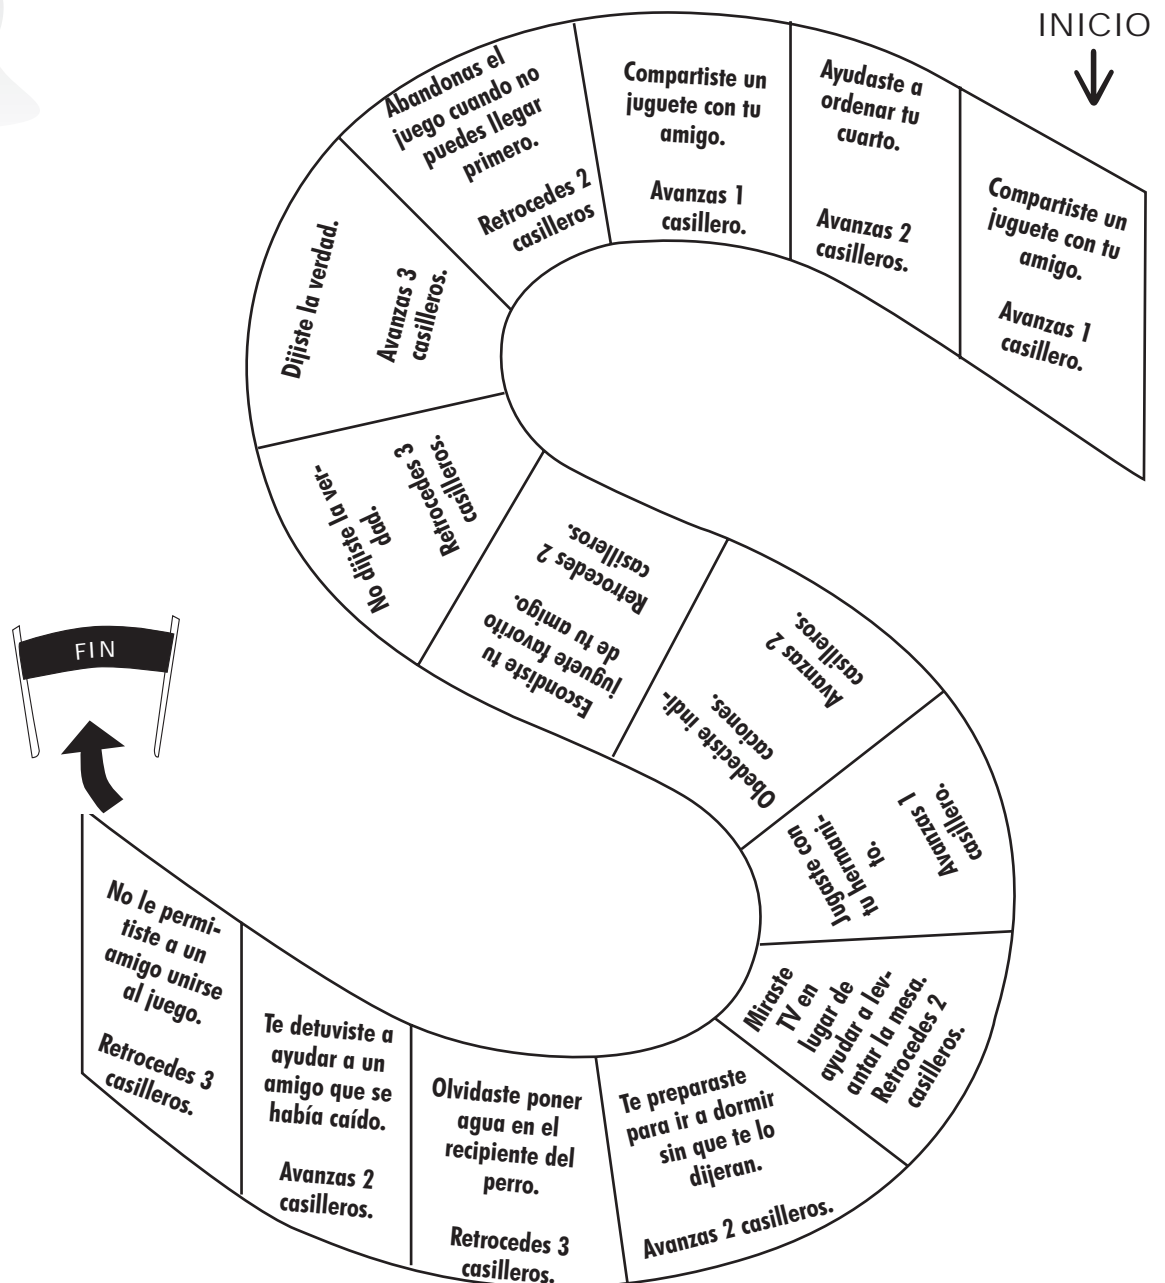 INICIO
Compartiste un
juguete con tu
amigo.
Avanzas 1
casillero.
Ayudaste a
ordenar tu
cuarto.
Avanzas 2
casilleros.
Compartiste un
juguete con tu
amigo.
Avanzas 1
casillero.
Abandonas el
juego cuando no
puedes llegar
primero.
Retrocedes 2
casilleros
Dijiste la verdad.
Avanzas 3
casilleros.
No dijiste la ver-
dad.
Retrocedes 3
casilleros.
Escondiste tu
juguete favorito
de tu amigo.
Retrocedes 2
casilleros.
Obedeciste indi-
caciones.
Avanzas 2
casilleros.
Jugaste con
tu hermani-
to.
Avanzas 1
casillero.
Miraste
TV en
lugar de
ayudar a lev-
antar la mesa.
Retrocedes 2
casilleros.
Te preparaste
para ir a dormir
sin que te lo
dijeran.
Avanzas 2 casilleros.
Olvidaste poner
agua en el
recipiente del
perro.
Retrocedes 3
casilleros.
Te detuviste a
ayudar a un
amigo que se
había caído.
Avanzas 2
casilleros.
No le permi-
tiste a un
amigo unirse
al juego.
Retrocedes 3
casilleros.
FIN